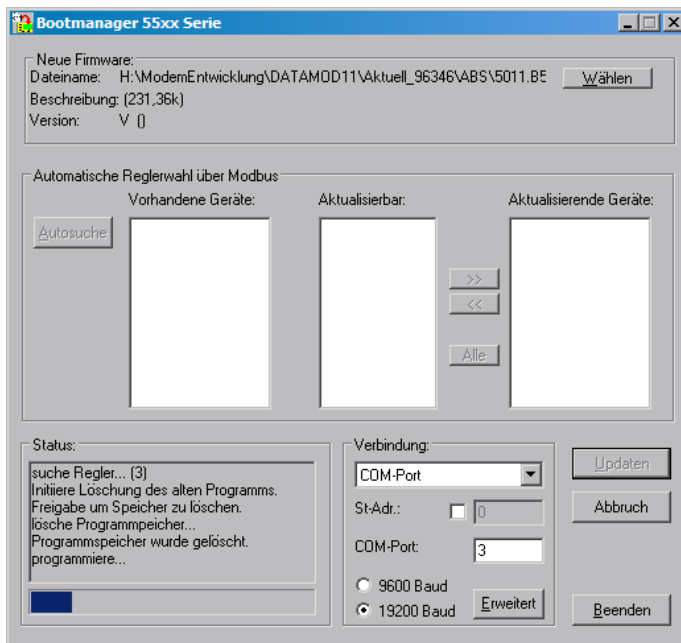 Bootmanager 55xx Serie
Neue Firmware:
Dateiname: H:\ModemEntwicklung\DATAMOD11\Aktuell_96346\ABS\5011.B5
Wählen
Beschreibung: (231,36k)
Version: V ()
Automatische Reglerwahl über Modbus
Vorhandene Geräte: Aktualisierbar: Aktualisierende Geräte:
Autosuche
>>
<<
Alle
Status:
suche Regler... (3)
Initiiere Löschung des alten Programms.
Freigabe um Speicher zu löschen.
lösche Programmpeicher...
Programmspeicher wurde gelöscht.
programmiere...
Verbindung:
COM-Port
St-Adr.: 0
COM-Port: 3
9600 Baud
19200 Baud
Erweitert
Updaten
Abbruch
Beenden